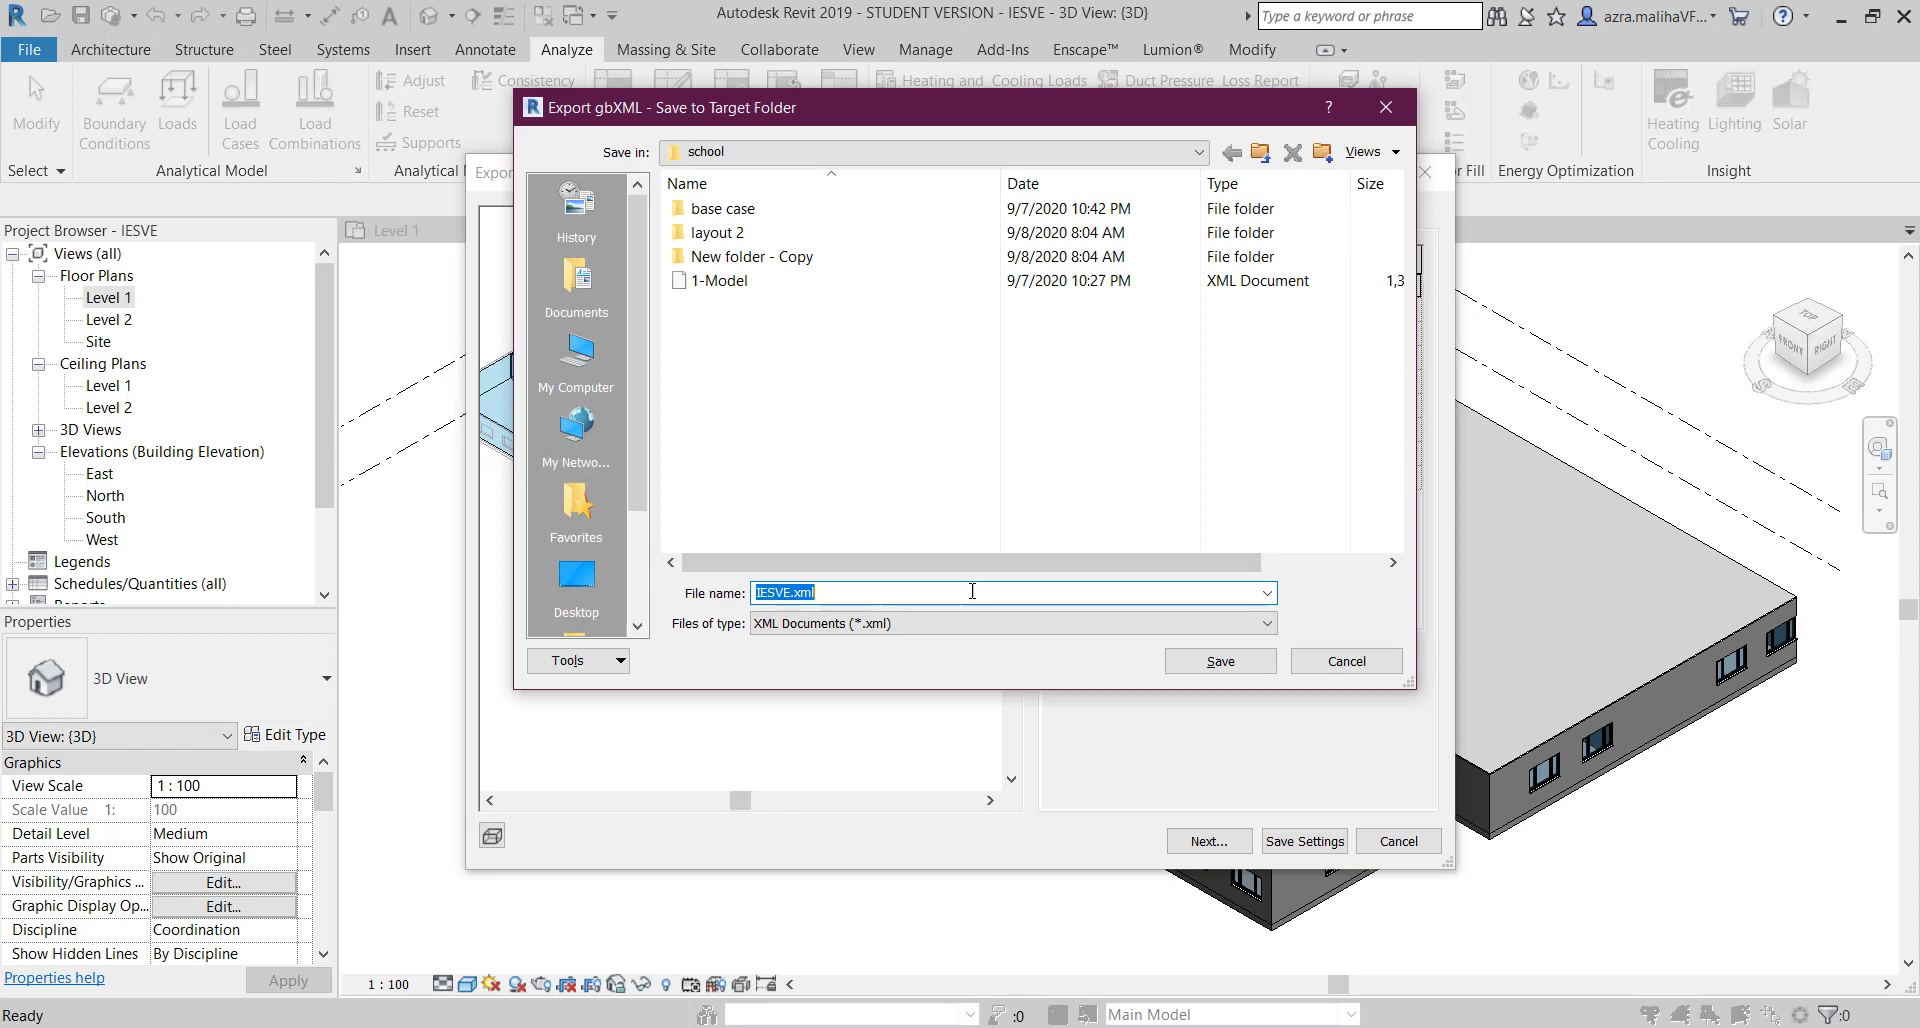 Autodesk Revit 2019 - STUDENT VERSION - IESVE - 3D View: {3D}
Type a keyword or phrase
azra.malihaVF...
File Architecture Structure Steel Systems Insert Annotate Analyze Massing & Site Collaborate View Manage Add-Ins Enscape™ Lumion® Modify
Modify
Boundary Conditions
Loads
Load Cases
Load Combinations
Adjust
Reset
Supports
Consistency
Heating and Cooling Loads
Duct Pressure Loss Report
Heating Cooling
Lighting
Solar
Select
Analytical Model
Analytical
Fill
Energy Optimization
Insight
Project Browser - IESVE
Views (all)
Floor Plans
Level 1
Level 2
Site
Ceiling Plans
Level 1
Level 2
3D Views
Elevations (Building Elevation)
East
North
South
West
Legends
Schedules/Quantities (all)
Properties
3D View
3D View: {3D}
Edit Type
Graphics
View Scale 1 : 100
Scale Value 1: 100
Detail Level Medium
Parts Visibility Show Original
Visibility/Graphics ... Edit...
Graphic Display Op... Edit...
Discipline Coordination
Show Hidden Lines By Discipline
Properties help
Apply
Level 1
Expor
Export gbXML - Save to Target Folder
?
Save in: school
Views
Name Date Type Size
base case 9/7/2020 10:42 PM File folder
layout 2 9/8/2020 8:04 AM File folder
New folder - Copy 9/8/2020 8:04 AM File folder
1-Model 9/7/2020 10:27 PM XML Document 1,3
History
Documents
My Computer
My Netwo...
Favorites
Desktop
File name: IESVE.xml
Files of type: XML Documents (*.xml)
Tools
Save
Cancel
Next...
Save Settings
Cancel
TOP
FRONT
RIGHT
S
E
1 : 100
Ready
:0
Main Model
:0